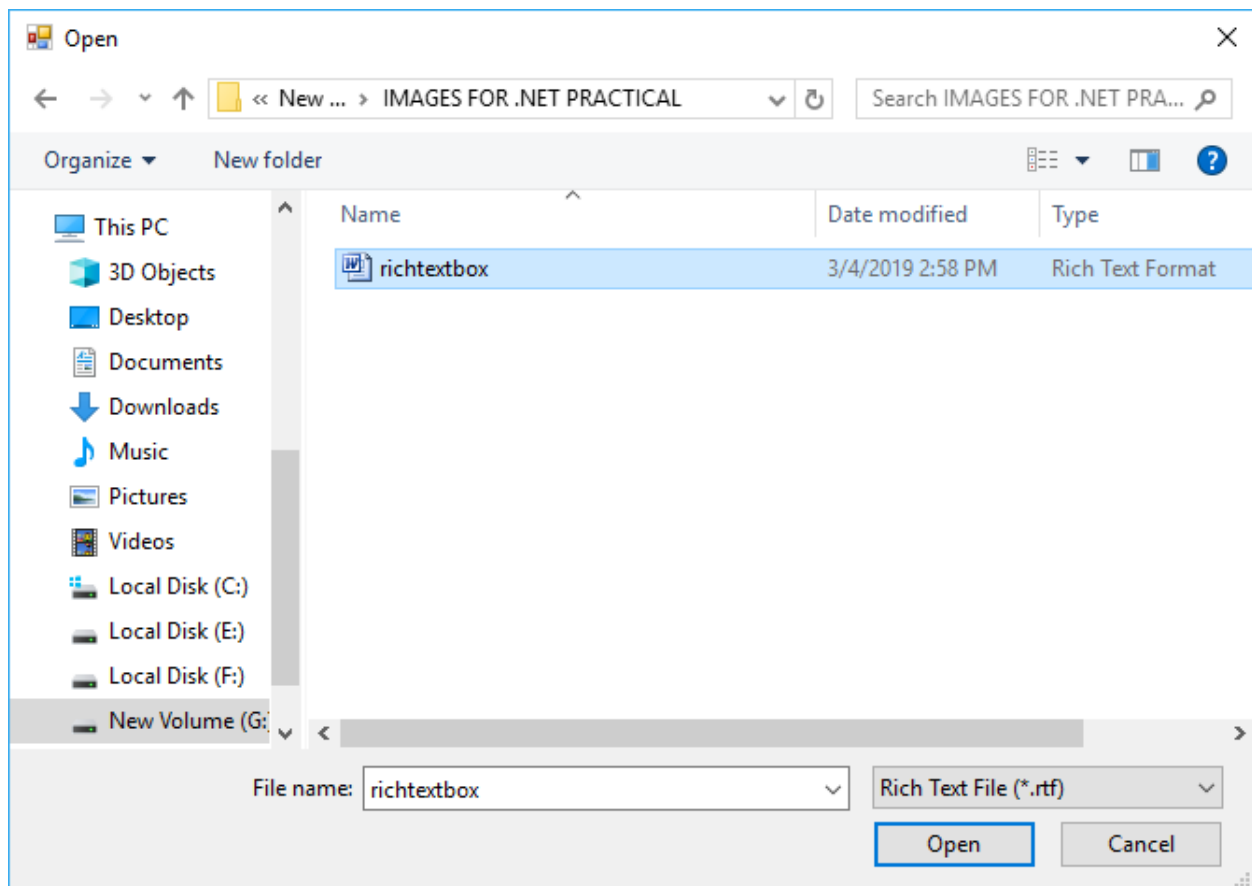 Open
« New ... › IMAGES FOR .NET PRACTICAL
Search IMAGES FOR .NET PRA...
Organize
New folder
?
Name
Date modified
Type
This PC
3D Objects
Desktop
Documents
Downloads
Music
Pictures
Videos
Local Disk (C:)
Local Disk (E:)
Local Disk (F:)
New Volume (G:
richtextbox
3/4/2019 2:58 PM
Rich Text Format
File name:
richtextbox
Rich Text File (*.rtf)
Open
Cancel